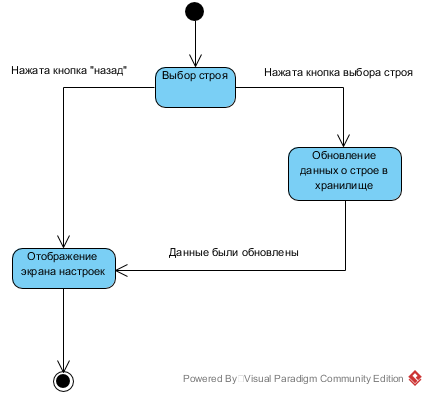 Нажата кнопка "назад"
Выбор строя
Нажата кнопка выбора строя
Обновление
данных о строе в
хранилище
Отображение
экрана настроек
Данные были обновлены
Powered By Visual Paradigm Community Edition